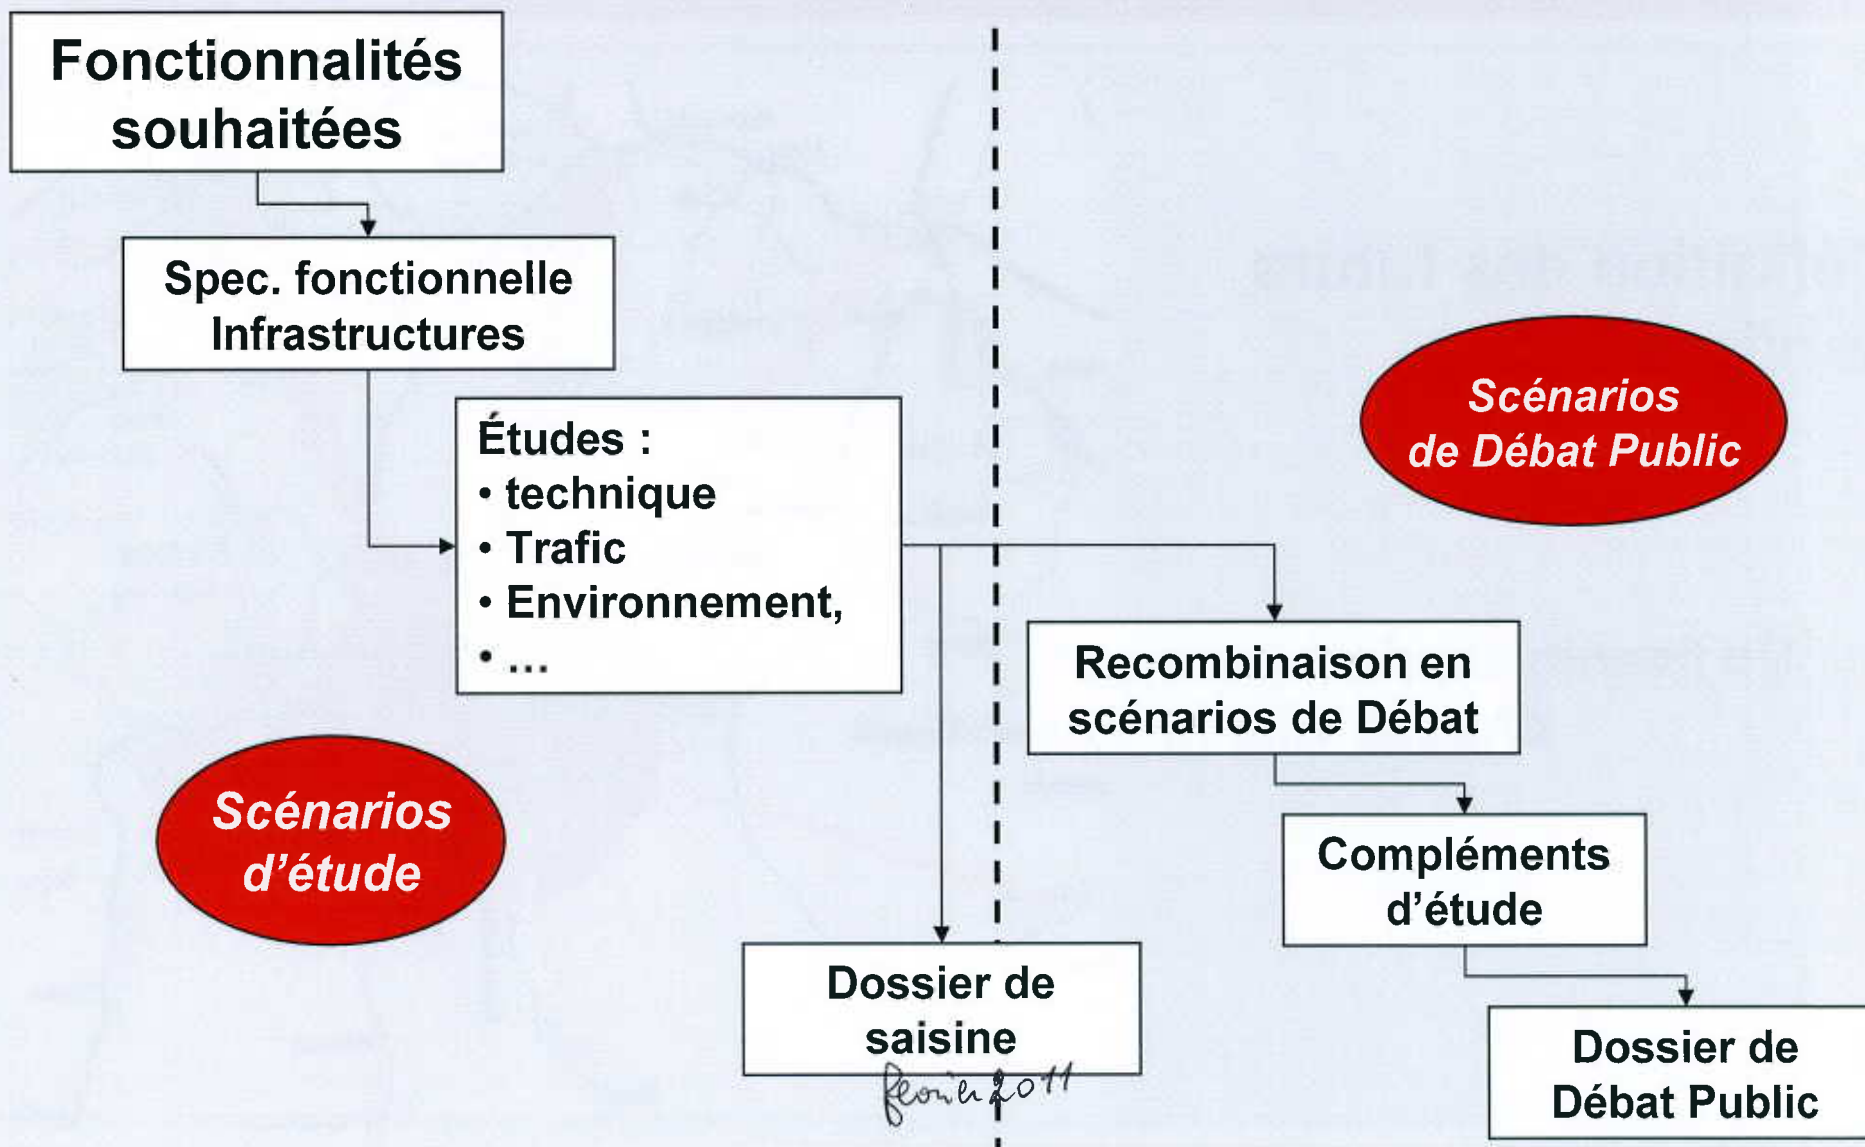 Fonctionnalités
souhaitées
Spec. fonctionnelle
Infrastructures
Études :
• technique
• Trafic
• Environnement,
• ...
Scénarios
d'étude
Dossier de
saisine
février 2011
Scénarios
de Débat Public
Recombinaison en
scénarios de Débat
Compléments
d'étude
Dossier de
Débat Public